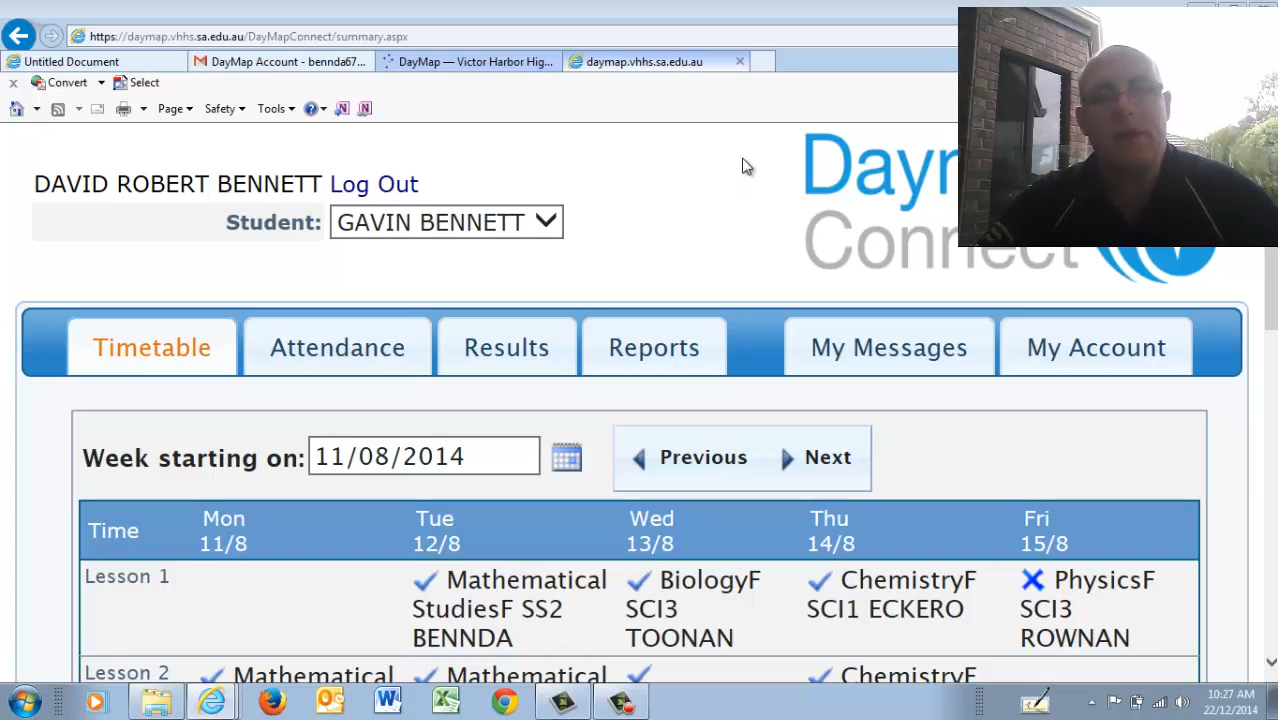 https://daymap.vhhs.sa.edu.au/DayMapConnect/summary.aspx
Untitled Document
DayMap Account - bennda67...
DayMap — Victor Harbor Hig...
daymap.vhhs.sa.edu.au
x Convert Select
Page Safety Tools
DAVID ROBERT BENNETT Log Out
Student: GAVIN BENNETT
Connect
Timetable Attendance Results Reports My Messages My Account
Week starting on: 11/08/2014 Previous Next
Time Mon Tue Wed Thu Fri
11/8 12/8 13/8 14/8 15/8
Lesson 1 Mathematical BiologyF ChemistryF PhysicsF
StudiesF SS2 SCI3 SCI1 ECKERO SCI3
BENNDA TOONAN ROWNAN
Lesson 2 Mathematical Mathematical ChemistryF
10:27 AM
22/12/2014